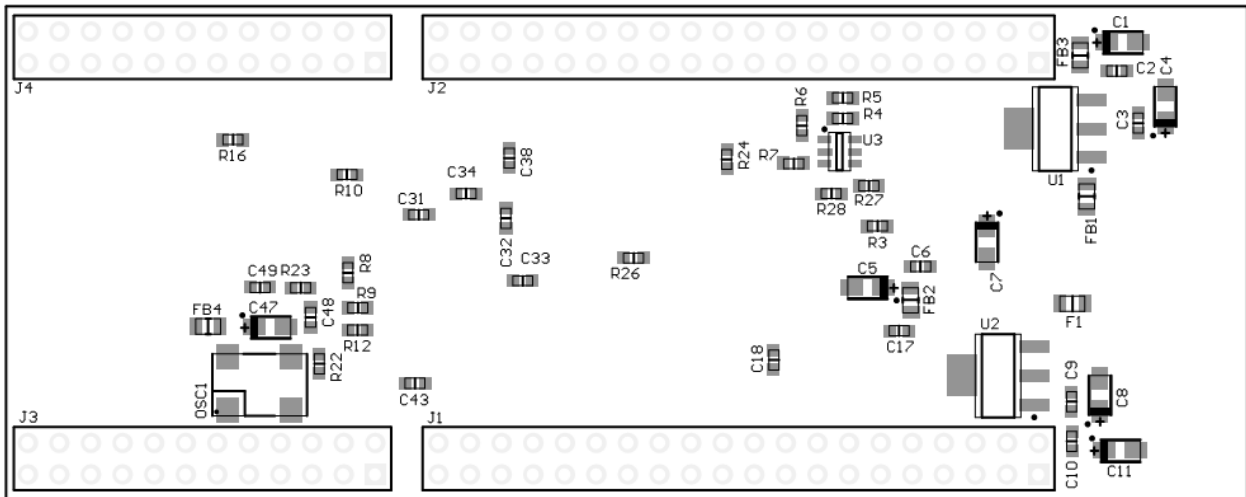 C1
FB3
C2
C4
J4
J2
R6
R5
R4
C3
U3
R16
C38
R24
R7
R10
C34
U1
R27
R28
C31
FB1
C32
R3
C6
C7
C49
R23
R8
C33
R26
C5
FB2
FB4
C47
C48
R9
F1
U2
R12
C17
C18
R22
OSC1
C43
C9
C8
J3
J1
C10
C11